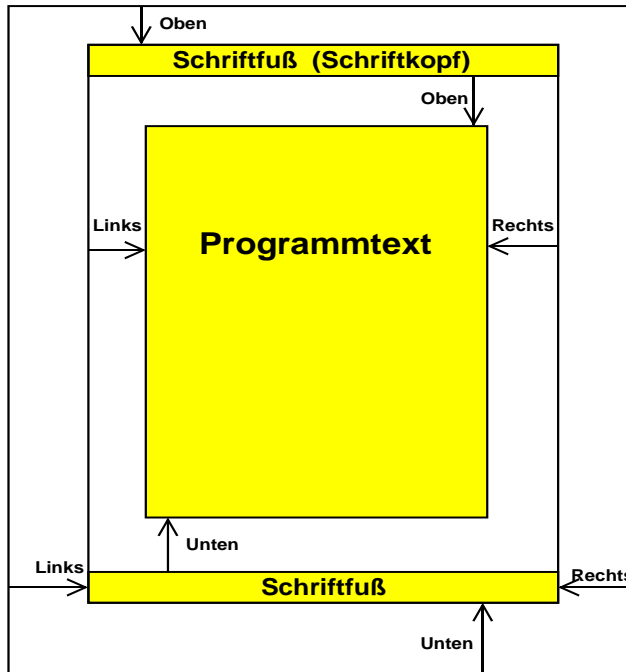 Oben
Schriftfuß (Schriftkopf)
Oben
Links
Rechts
Programmtext
Unten
Links
Rechts
Schriftfuß
Unten